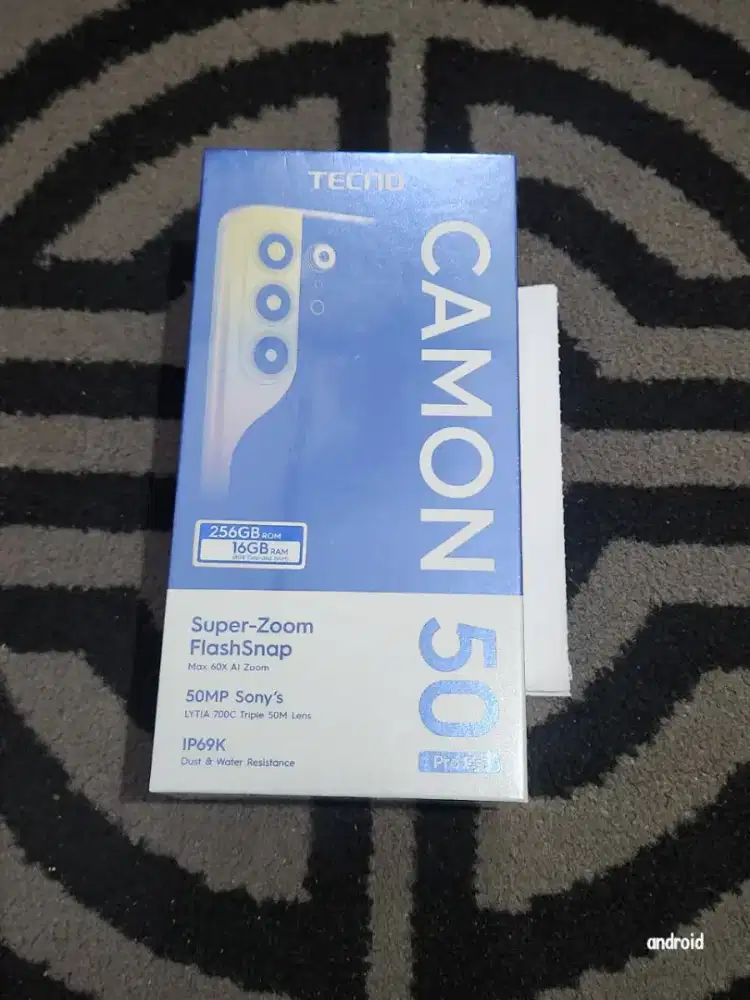 TECNO
CAMON 50
Pro
256GB ROM
16GB RAM
Super-Zoom
FlashSnap
Max 60X AI Zoom
50MP Sony's
LYTIA 700C Triple 50M Lens
IP69K
Dust & Water Resistance
android